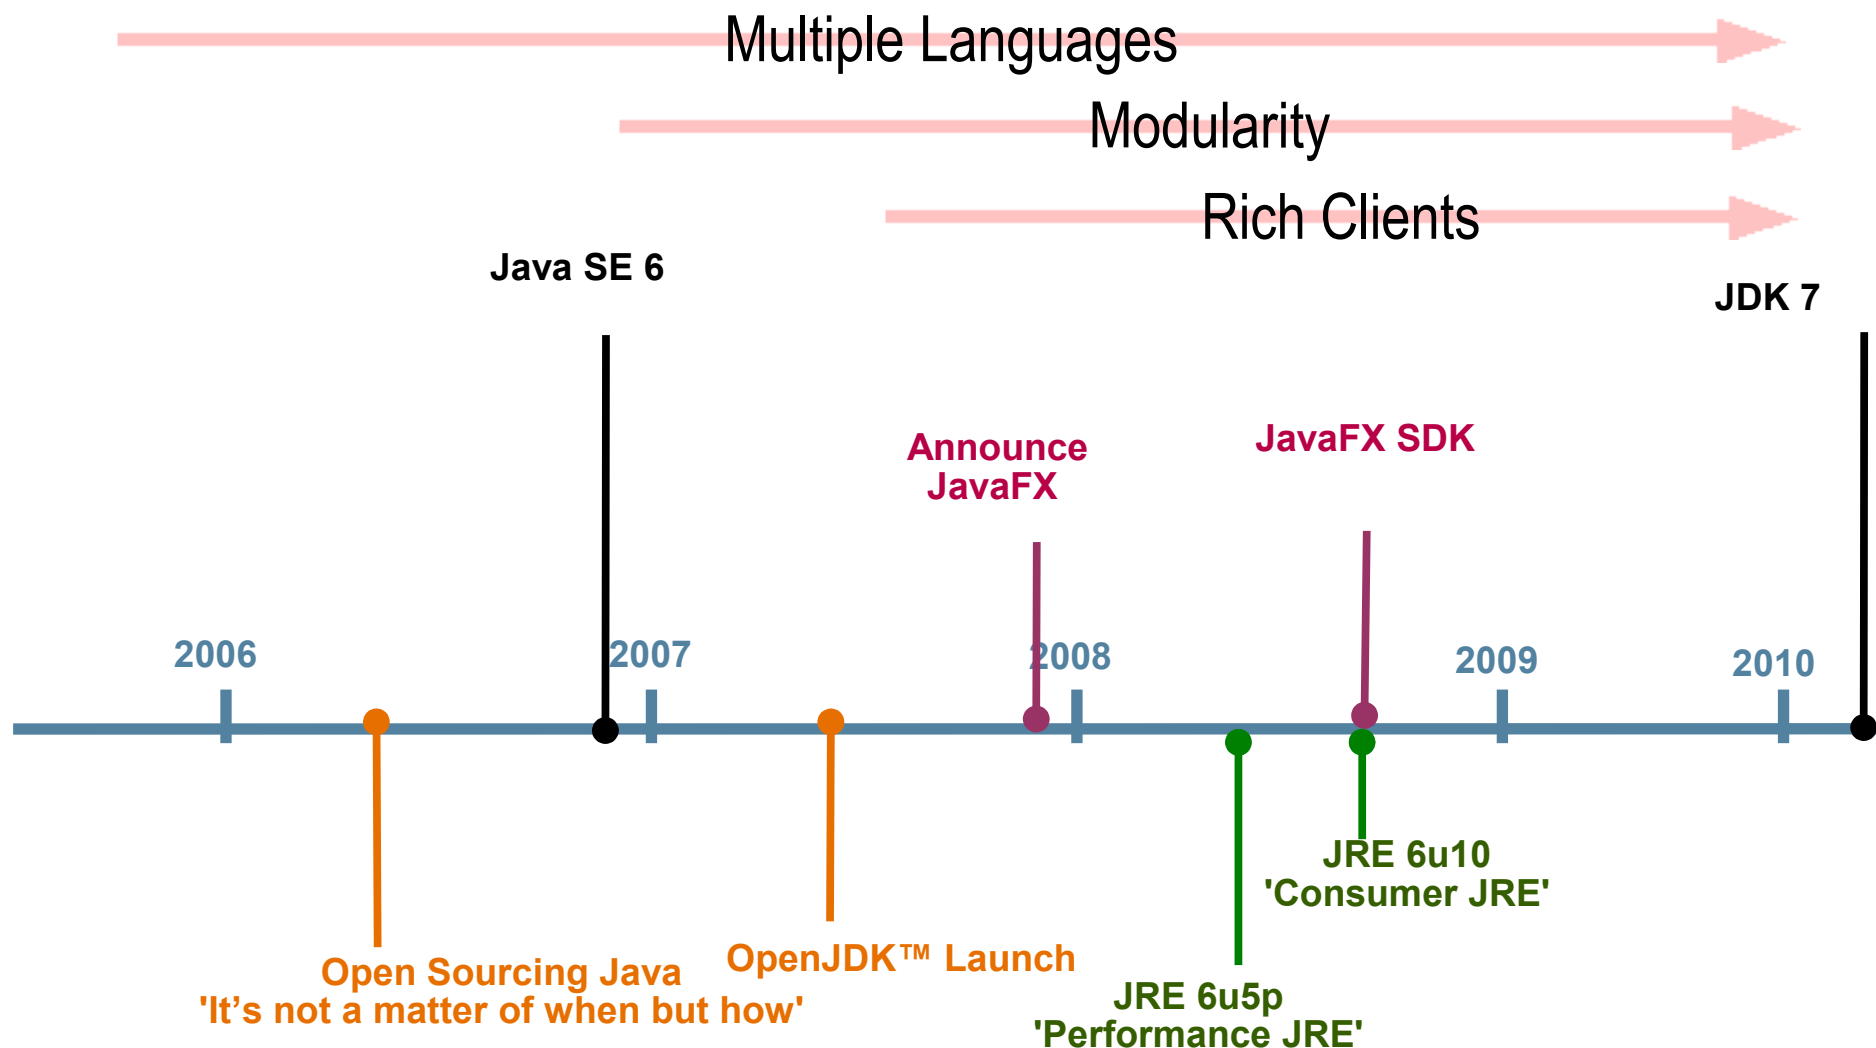 Multiple Languages
Modularity
Rich Clients
Java SE 6
JDK 7
Announce
JavaFX
JavaFX SDK
2006
2007
2008
2009
2010
JRE 6u10
'Consumer JRE'
OpenJDK™ Launch
Open Sourcing Java
'It’s not a matter of when but how'
JRE 6u5p
'Performance JRE'